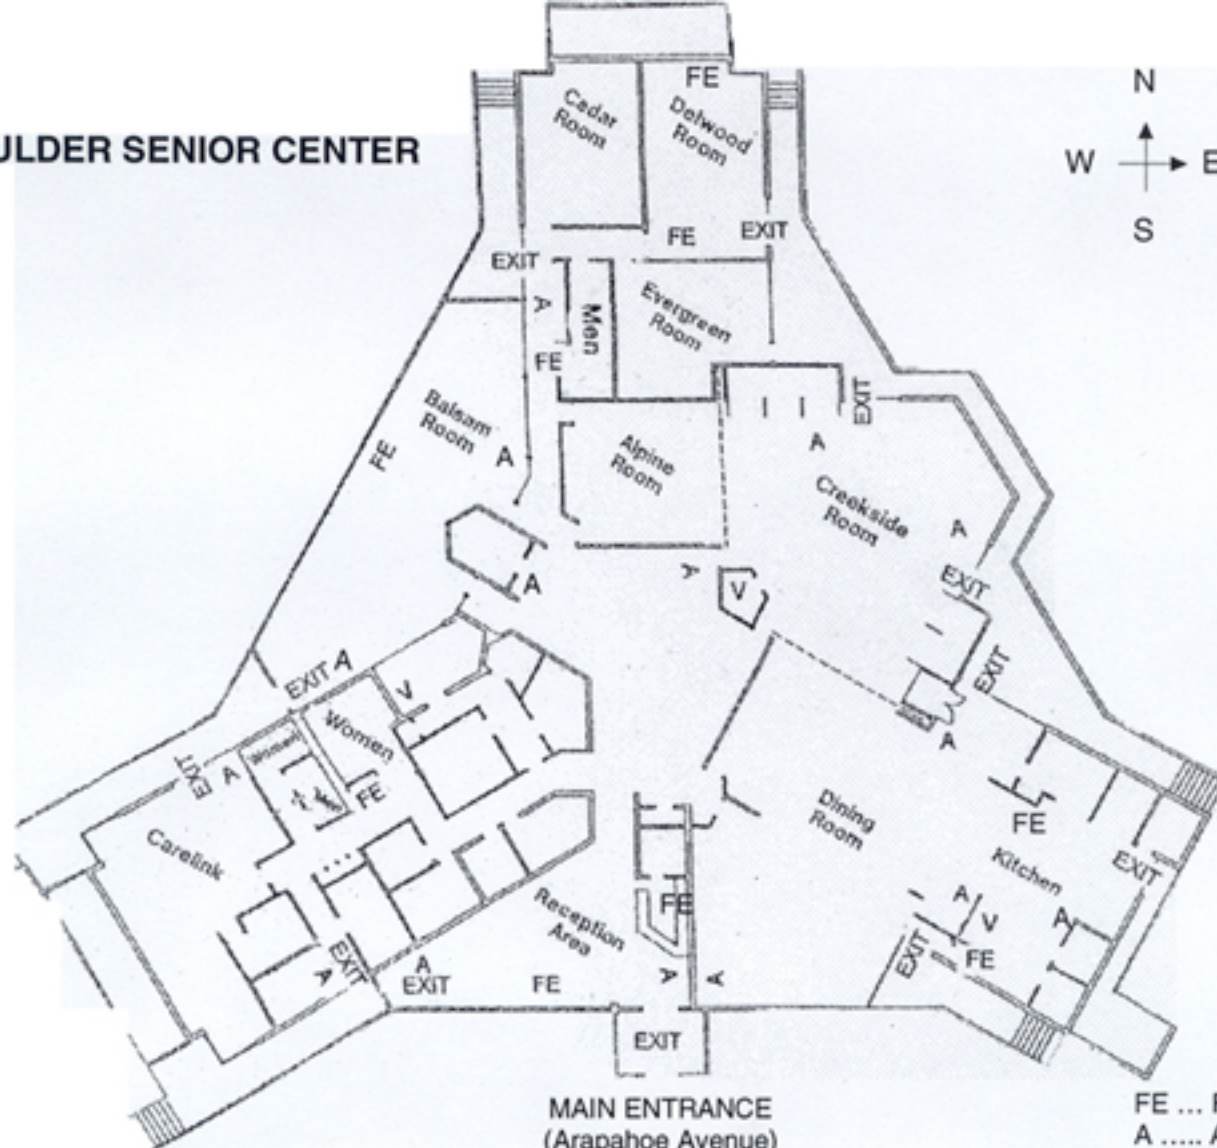 ULDER SENIOR CENTER
N
W E
S
Cedar
Room
FE
Delwood
Room
FE
EXIT
EXIT
A
Men
Evergreen
Room
FE
EXIT
Balsam
Room
FE
A
Alpine
Room
A
Creekside
Room
A
EXIT
A
V
A
EXIT
EXIT A
V
Women
Women
FE
EXIT
A
A
Carelink
Dining
Room
FE
Kitchen
EXIT
A
V
A
FE
EXIT
Reception
Area
FE
A
EXIT
FE
A
A
EXIT
A
EXIT
MAIN ENTRANCE
(Arapahoe Avenue)
FE ...
A .....